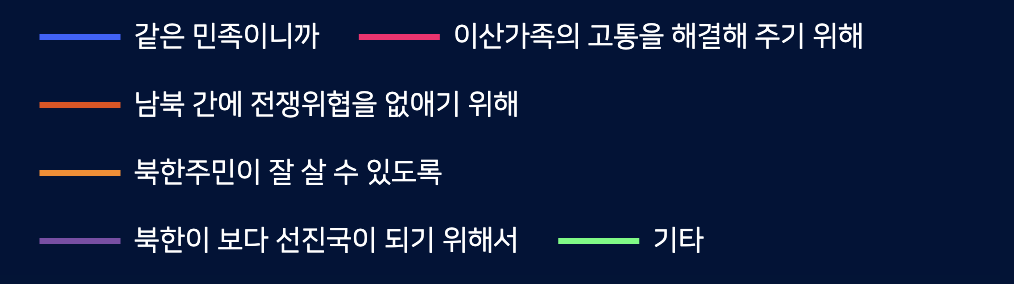 같은 민족이니까 이산가족의 고통을 해결해 주기 위해
남북 간에 전쟁위협을 없애기 위해
북한주민이 잘 살 수 있도록
북한이 보다 선진국이 되기 위해서 기타